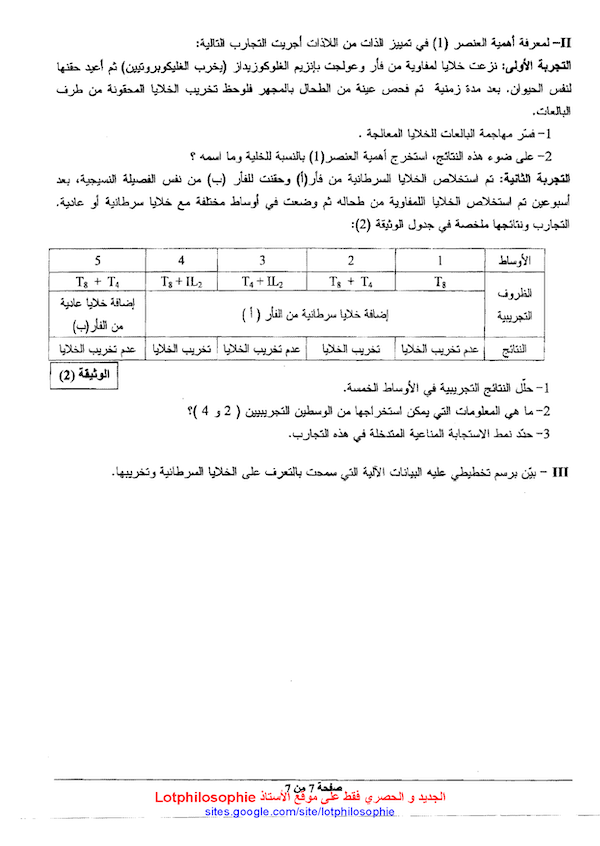 II- لمعرفة أهمية العنصر (1) في تمييز الذات من اللاذات أجريت التجارب التالية:
التجربة الأولى: نزعت خلايا لمفاوية من فأر وعولجت بإنزيم الغلوكوزيداز (يخرب الغليكوبروتيين) ثم أعيد حقنها
لنفس الحيوان. بعد مدة زمنية تم فحص عينة من الطحال بالمجهر فلوحظ تخريب الخلايا المحقونة من طرف
البالعات.
1- فسّر مهاجمة البالعات للخلايا المعالجة .
2- على ضوء هذه النتائج، استخرج أهمية العنصر(1) بالنسبة للخلية وما اسمه ؟
التجربة الثانية: تم استخلاص الخلايا السرطانية من فأر(أ) وحقنت للفأر (ب) من نفس الفصيلة النسيجية، بعد
أسبوعين تم استخلاص الخلايا اللمفاوية من طحاله ثم وضعت في أوساط مختلفة مع خلايا سرطانية أو عادية.
التجارب ونتائجها ملخصة في جدول الوثيقة (2):
الأوساط 1 2 3 4 5
الظروف التجريبية T8 T8 + T4 T4 + IL2 T8 + IL2 T8 + T4
إضافة خلايا سرطانية من الفأر ( أ ) إضافة خلايا عادية من الفأر(ب)
النتائج عدم تخريب الخلايا تخريب الخلايا عدم تخريب الخلايا تخريب الخلايا عدم تخريب الخلايا
الوثيقة (2)
1- حلّل النتائج التجريبية في الأوساط الخمسة.
2- ما هي المعلومات التي يمكن استخراجها من الوسطين التجريبيين ( 2 و 4 )؟
3- حدّد نمط الاستجابة المناعية المتدخلة في هذه التجارب.
III - بيّن برسم تخطيطي عليه البيانات الآلية التي سمحت بالتعرف على الخلايا السرطانية وتخريبها.
صفحة 7 من 7
الجديد و الحصري فقط على موقع الأستاذ Lotphilosophie
sites.google.com/site/lotphilosophie